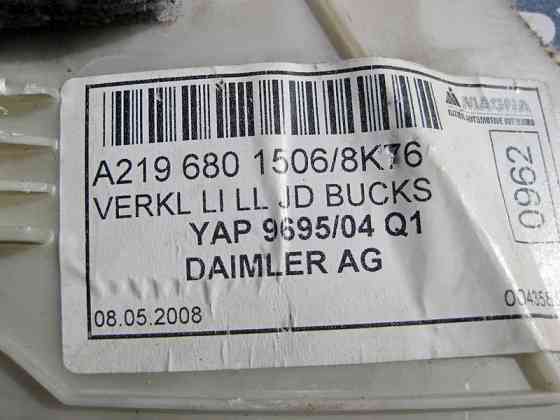 MAGNA
A219 680 1506/8K76
VERKL LI LL JD BUCKS
YAP 9695/04 Q1
DAIMLER AG
08.05.2008
0962